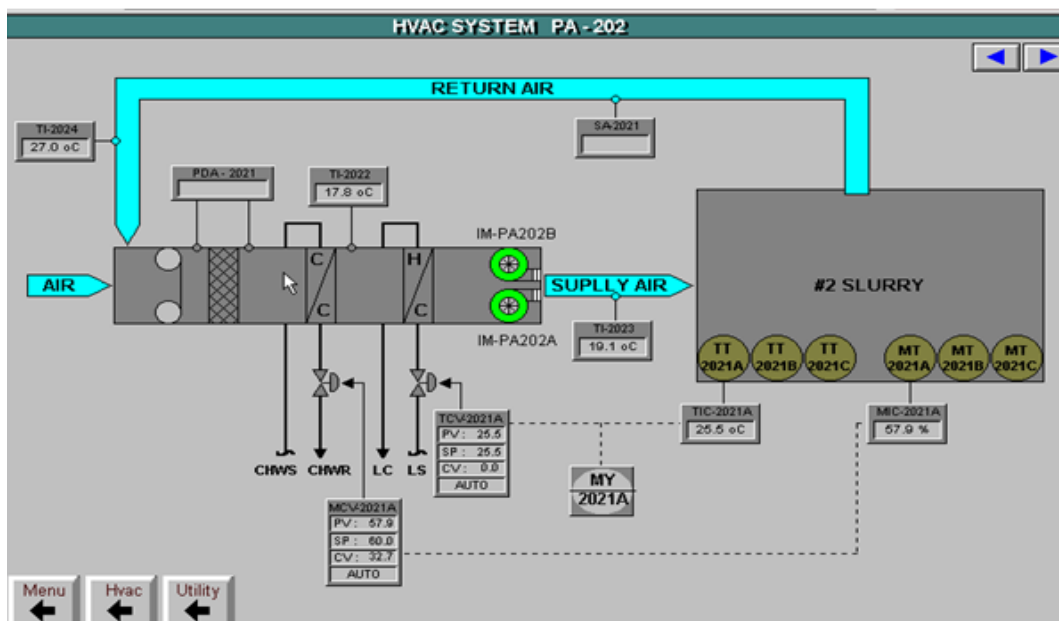 HVAC SYSTEM PA - 202
RETURN AIR
TI-2024
27.0 oC
SA-2021
PDA - 2021
TI-2022
17.8 oC
IM-PA202B
C
H
AIR
SUPLLY AIR
#2 SLURRY
C
C
IM-PA202A
TI-2023
19.1 oC
TT
2021A
TT
2021B
TT
2021C
MT
2021A
MT
2021B
MT
2021C
TCV-2021A
PV: 25.5
SP: 25.5
CV: 0.0
AUTO
TIC-2021A
25.5 oC
MIC-2021A
57.9 %
CHWS
CHWR
LC
LS
MY
2021A
MCV-2021A
PV: 57.9
SP: 60.0
CV: 32.7
AUTO
Menu
Hvac
Utility